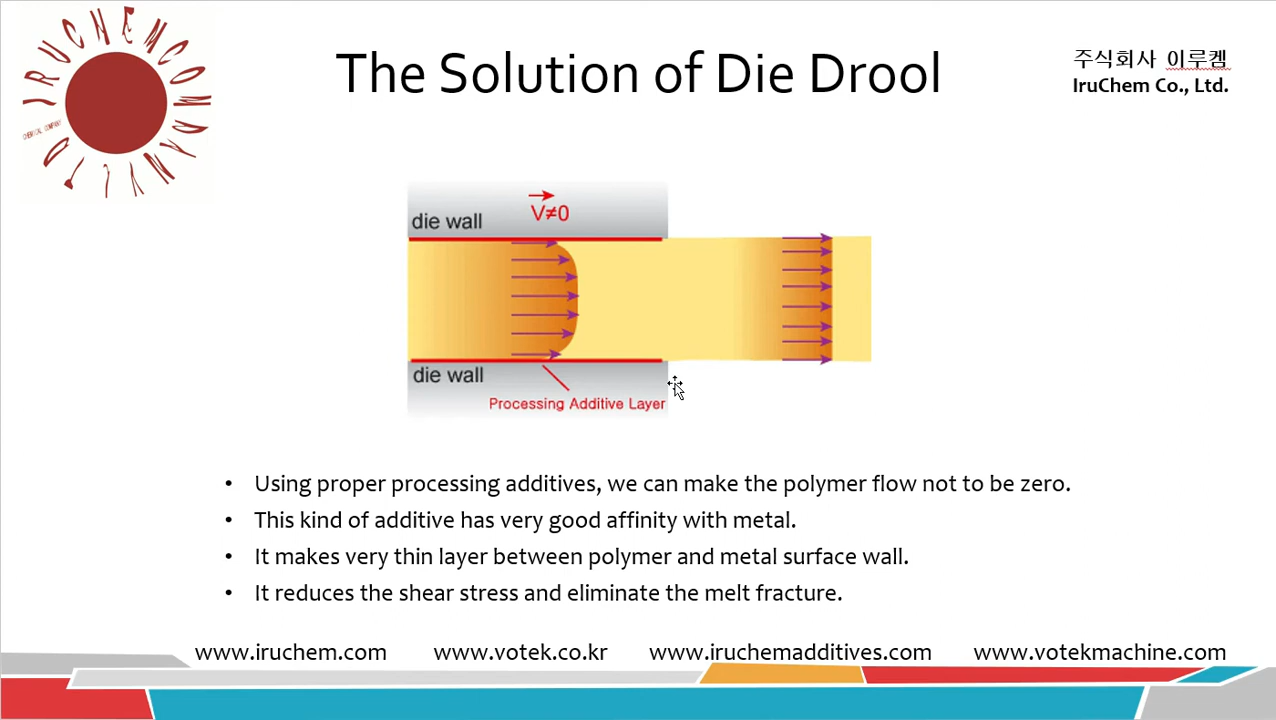 IRUCHEMCOMPANYLTD
CHEMICAL COMPANY
The Solution of Die Drool
주식회사 이루켐
IruChem Co., Ltd.
V≠0
die wall
die wall
Processing Additive Layer
• Using proper processing additives, we can make the polymer flow not to be zero.
• This kind of additive has very good affinity with metal.
• It makes very thin layer between polymer and metal surface wall.
• It reduces the shear stress and eliminate the melt fracture.
www.iruchem.com www.votek.co.kr www.iruchemadditives.com www.votekmachine.com